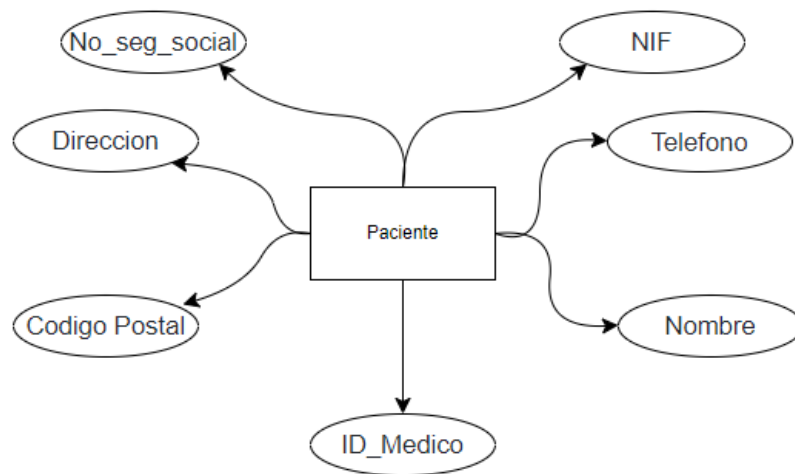 No_seg_social
NIF
Direccion
Telefono
Paciente
Codigo Postal
Nombre
ID_Medico